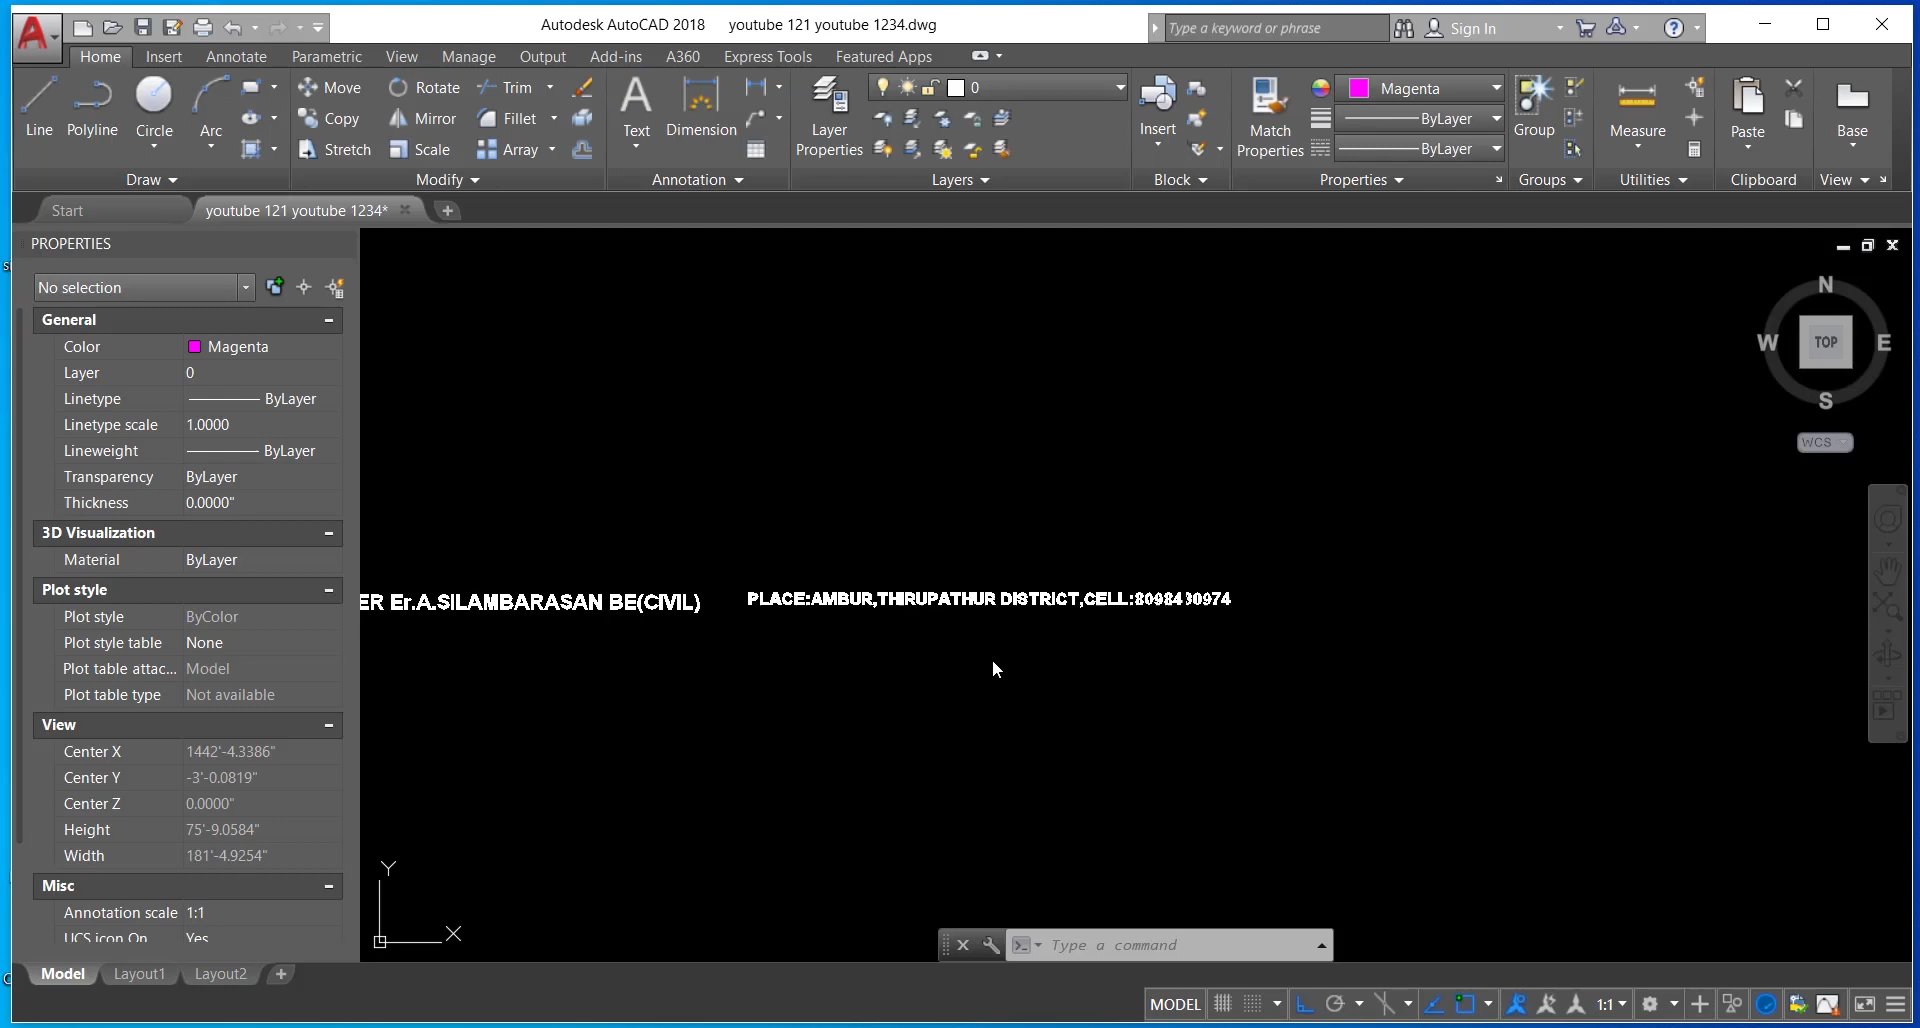 Autodesk AutoCAD 2018 youtube 121 youtube 1234.dwg
Type a keyword or phrase
Sign In
Home Insert Annotate Parametric View Manage Output Add-ins A360 Express Tools Featured Apps
Line Polyline Circle Arc
Move Rotate Trim
Copy Mirror Fillet
Stretch Scale Array
Text Dimension
Layer Properties
0
Insert
Match Properties
Magenta
ByLayer
ByLayer
Group
Measure
Paste
Base
Draw Modify Annotation Layers Block Properties Groups Utilities Clipboard View
Start youtube 121 youtube 1234*
PROPERTIES
No selection
General
Color Magenta
Layer 0
Linetype ByLayer
Linetype scale 1.0000
Lineweight ByLayer
Transparency ByLayer
Thickness 0.0000"
3D Visualization
Material ByLayer
Plot style
Plot style ByColor
Plot style table None
Plot table attac... Model
Plot table type Not available
View
Center X 1442'-4.3386"
Center Y -3'-0.0819"
Center Z 0.0000"
Height 75'-9.0584"
Width 181'-4.9254"
Misc
Annotation scale 1:1
UCS icon On Yes
ER Er.A.SILAMBARASAN BE(CIVIL)
PLACE:AMBUR,THIRUPATHUR DISTRICT,CELL:
N
W TOP E
S
WCS
Y
X
Type a command
Model Layout1 Layout2
MODEL 1:1